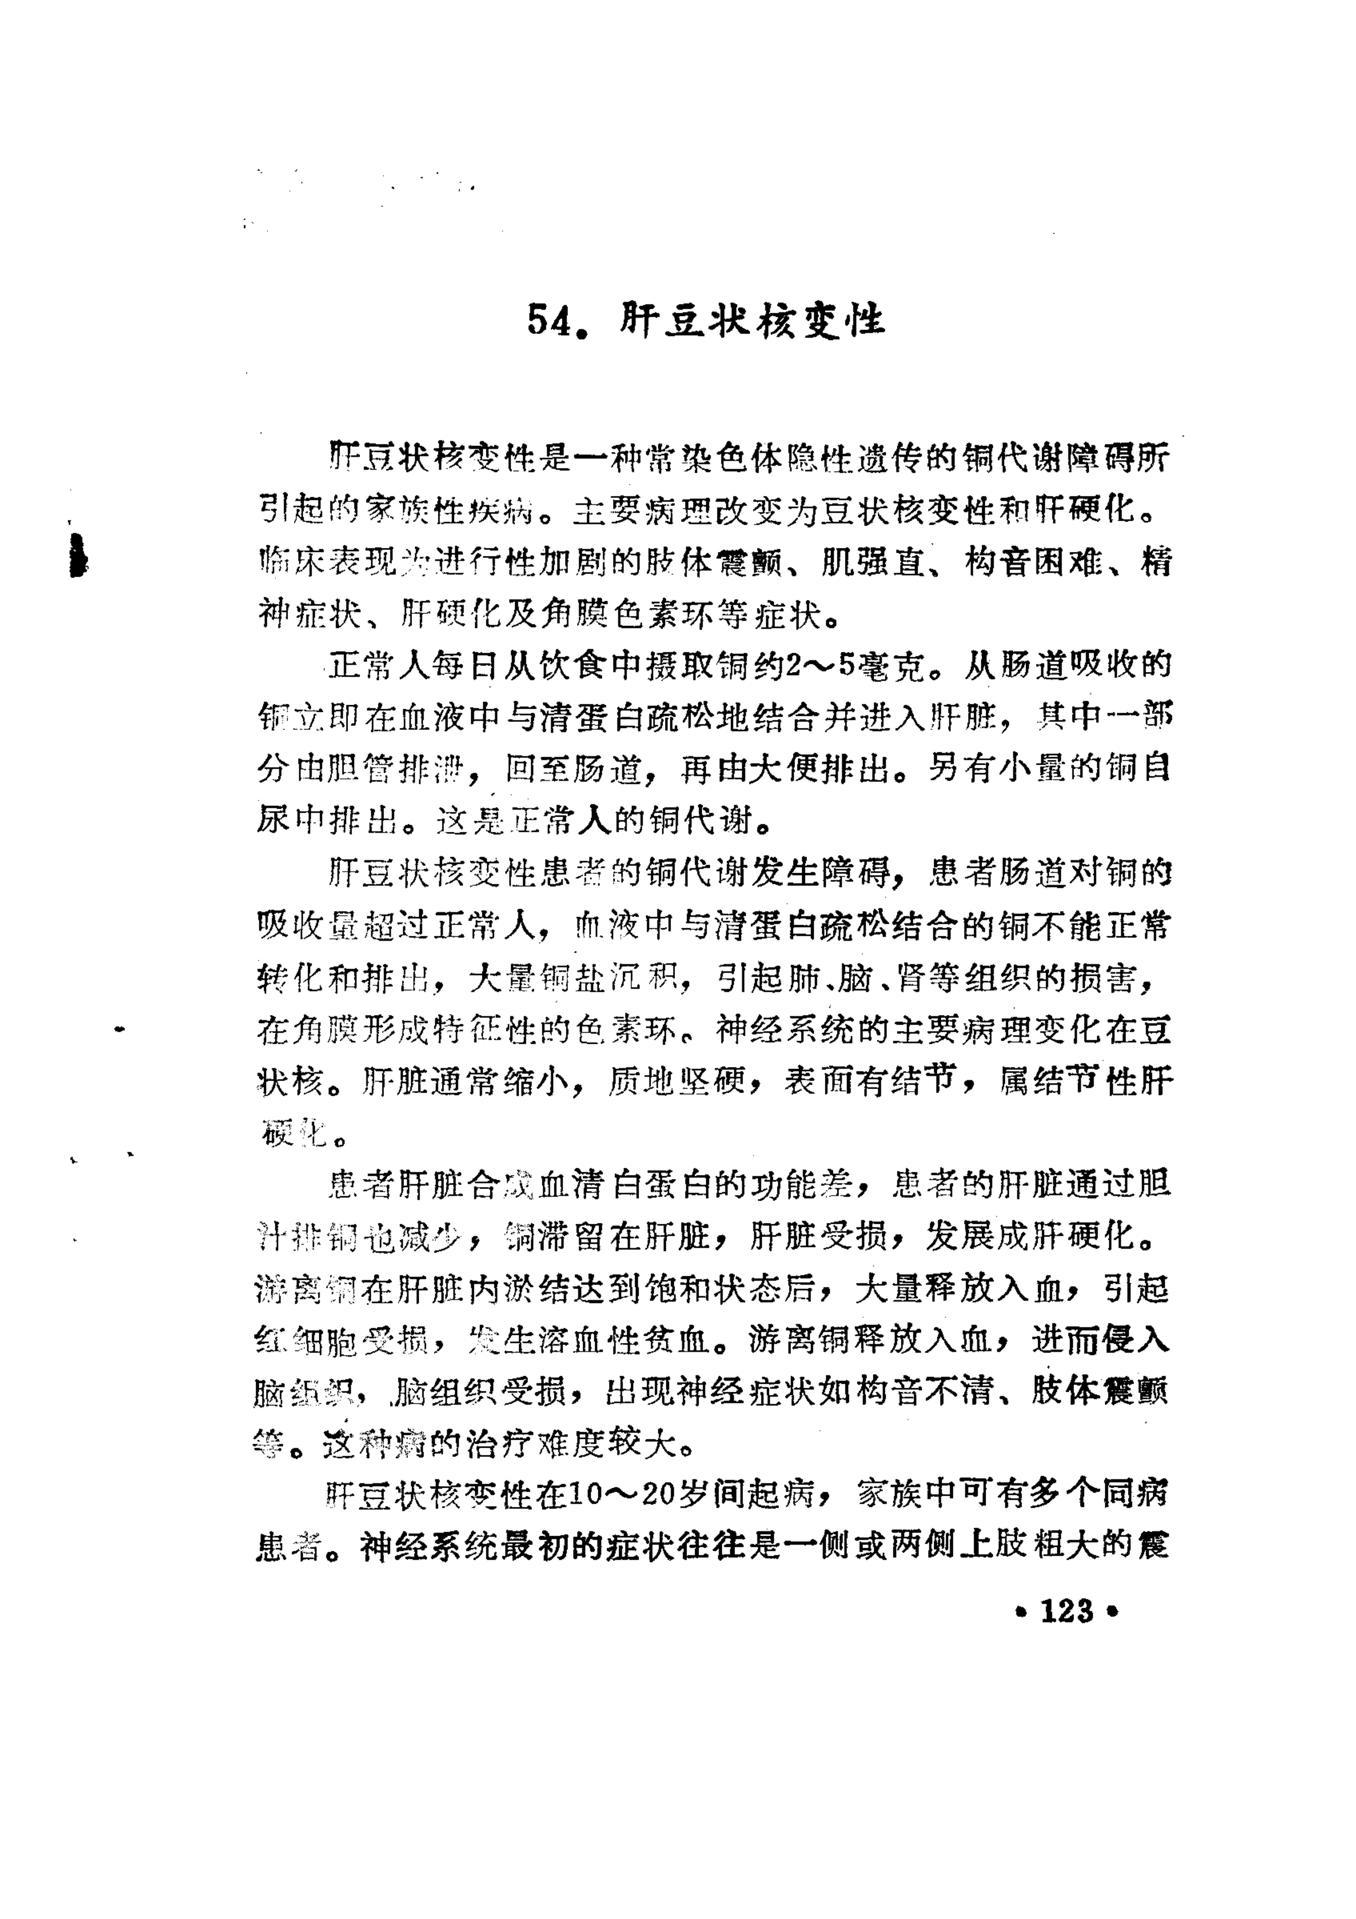 54. 肝豆状核变性
肝豆状核变性是一种常染色体隐性遗传的铜代谢障碍所
引起的家族性疾病。主要病理改变为豆状核变性和肝硬化。
临床表现为进行性加剧的肢体震颤、肌强直、构音困难、精
神症状、肝硬化及角膜色素环等症状。
正常人每日从饮食中摄取铜约2～5毫克。从肠道吸收的
铜立即在血液中与清蛋白疏松地结合并进入肝脏，其中一部
分由胆管排泄，回至肠道，再由大便排出。另有小量的铜自
尿中排出。这是正常人的铜代谢。
肝豆状核变性患者的铜代谢发生障碍，患者肠道对铜的
吸收量超过正常人，血液中与清蛋白疏松结合的铜不能正常
转化和排出，大量铜盐沉积，引起肺、脑、肾等组织的损害，
在角膜形成特征性的色素环。神经系统的主要病理变化在豆
状核。肝脏通常缩小，质地坚硬，表面有结节，属结节性肝
硬化。
患者肝脏合成血清白蛋白的功能差，患者的肝脏通过胆
汁排铜也减少，铜滞留在肝脏，肝脏受损，发展成肝硬化。
游离铜在肝脏内淤结达到饱和状态后，大量释放入血，引起
红细胞受损，发生溶血性贫血。游离铜释放入血，进而侵入
脑组织，脑组织受损，出现神经症状如构音不清、肢体震颤
等。这种病的治疗难度较大。
肝豆状核变性在10～20岁间起病，家族中可有多个同病
患者。神经系统最初的症状往往是一侧或两侧上肢粗大的震
•123•